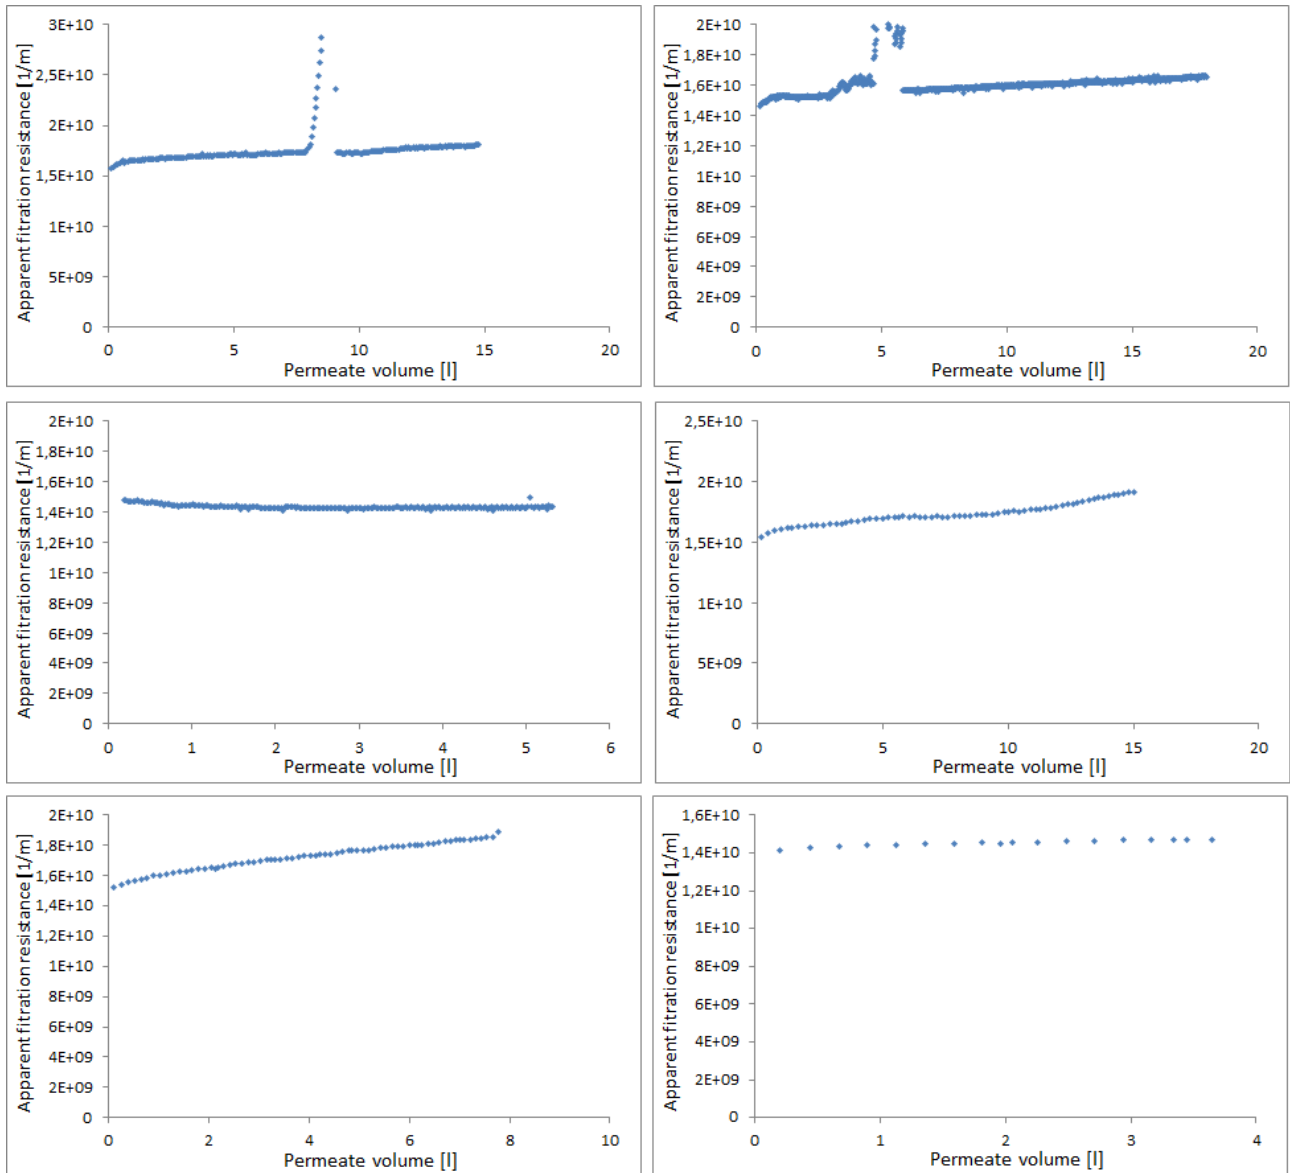 Apparent fitration resistance [1/m]
3E+10
2,5E+10
2E+10
1,5E+10
1E+10
5E+09
0
0 5 10 15 20
Permeate volume [l]
Apparent fitration resistance [1/m]
2E+10
1,8E+10
1,6E+10
1,4E+10
1,2E+10
1E+10
8E+09
6E+09
4E+09
2E+09
0
0 5 10 15 20
Permeate volume [l]
Apparent fitration resistance [1/m]
2E+10
1,8E+10
1,6E+10
1,4E+10
1,2E+10
1E+10
8E+09
6E+09
4E+09
2E+09
0
0 1 2 3 4 5 6
Permeate volume [l]
Apparent fitration resistance [1/m]
2,5E+10
2E+10
1,5E+10
1E+10
5E+09
0
0 5 10 15 20
Permeate volume [l]
Apparent fitration resistance [1/m]
2E+10
1,8E+10
1,6E+10
1,4E+10
1,2E+10
1E+10
8E+09
6E+09
4E+09
2E+09
0
0 2 4 6 8 10
Permeate volume [l]
Apparent fitration resistance [1/m]
1,6E+10
1,4E+10
1,2E+10
1E+10
8E+09
6E+09
4E+09
2E+09
0
0 1 2 3 4
Permeate volume [l]